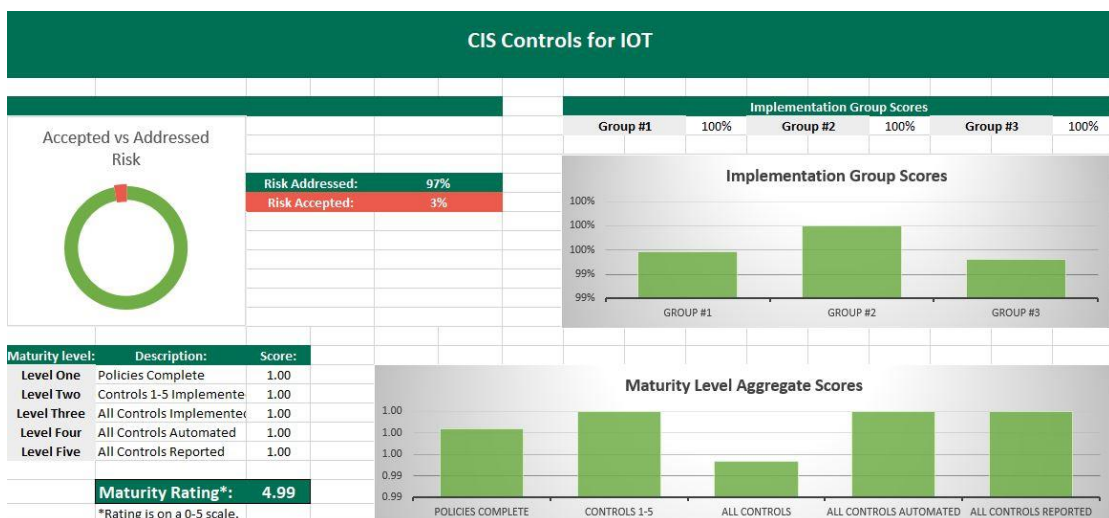 CIS Controls for IOT
Implementation Group Scores
Group #1 100% Group #2 100% Group #3 100%
Accepted vs Addressed
Risk
Risk Addressed: 97%
Risk Accepted: 3%
Implementation Group Scores
100%
100%
100%
99%
99%
GROUP #1 GROUP #2 GROUP #3
Maturity level: Description: Score:
Level One Policies Complete 1.00
Level Two Controls 1-5 Implemente 1.00
Level Three All Controls Implemented 1.00
Level Four All Controls Automated 1.00
Level Five All Controls Reported 1.00
Maturity Rating*: 4.99
*Rating is on a 0-5 scale.
Maturity Level Aggregate Scores
1.00
1.00
1.00
0.99
0.99
POLICIES COMPLETE CONTROLS 1-5 ALL CONTROLS ALL CONTROLS AUTOMATED ALL CONTROLS REPORTED